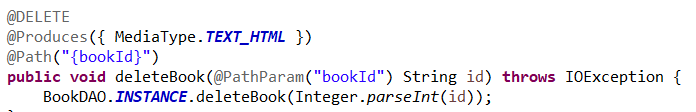 @DELETE
@Produces({ MediaType.TEXT_HTML })
@Path("{bookId}")
public void deleteBook(@PathParam("bookId") String id) throws IOException {
BookDAO.INSTANCE.deleteBook(Integer.parseInt(id));